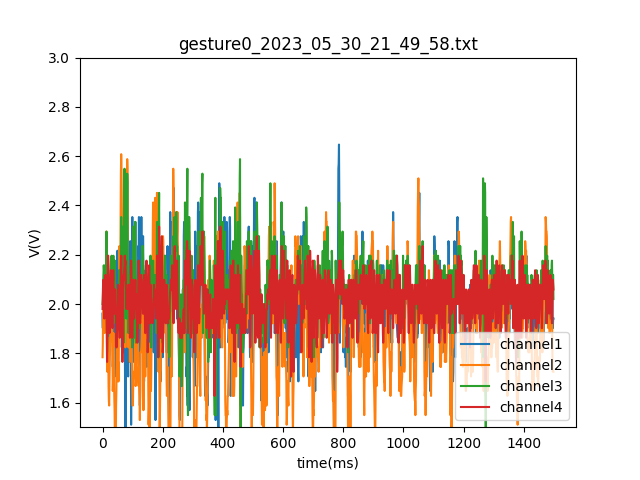 gesture0_2023_05_30_21_49_58.txt
3.0
2.8
2.6
2.4
2.2
2.0
1.8
1.6
V(V)
channel1
channel2
channel3
channel4
0 200 400 600 800 1000 1200 1400
time(ms)